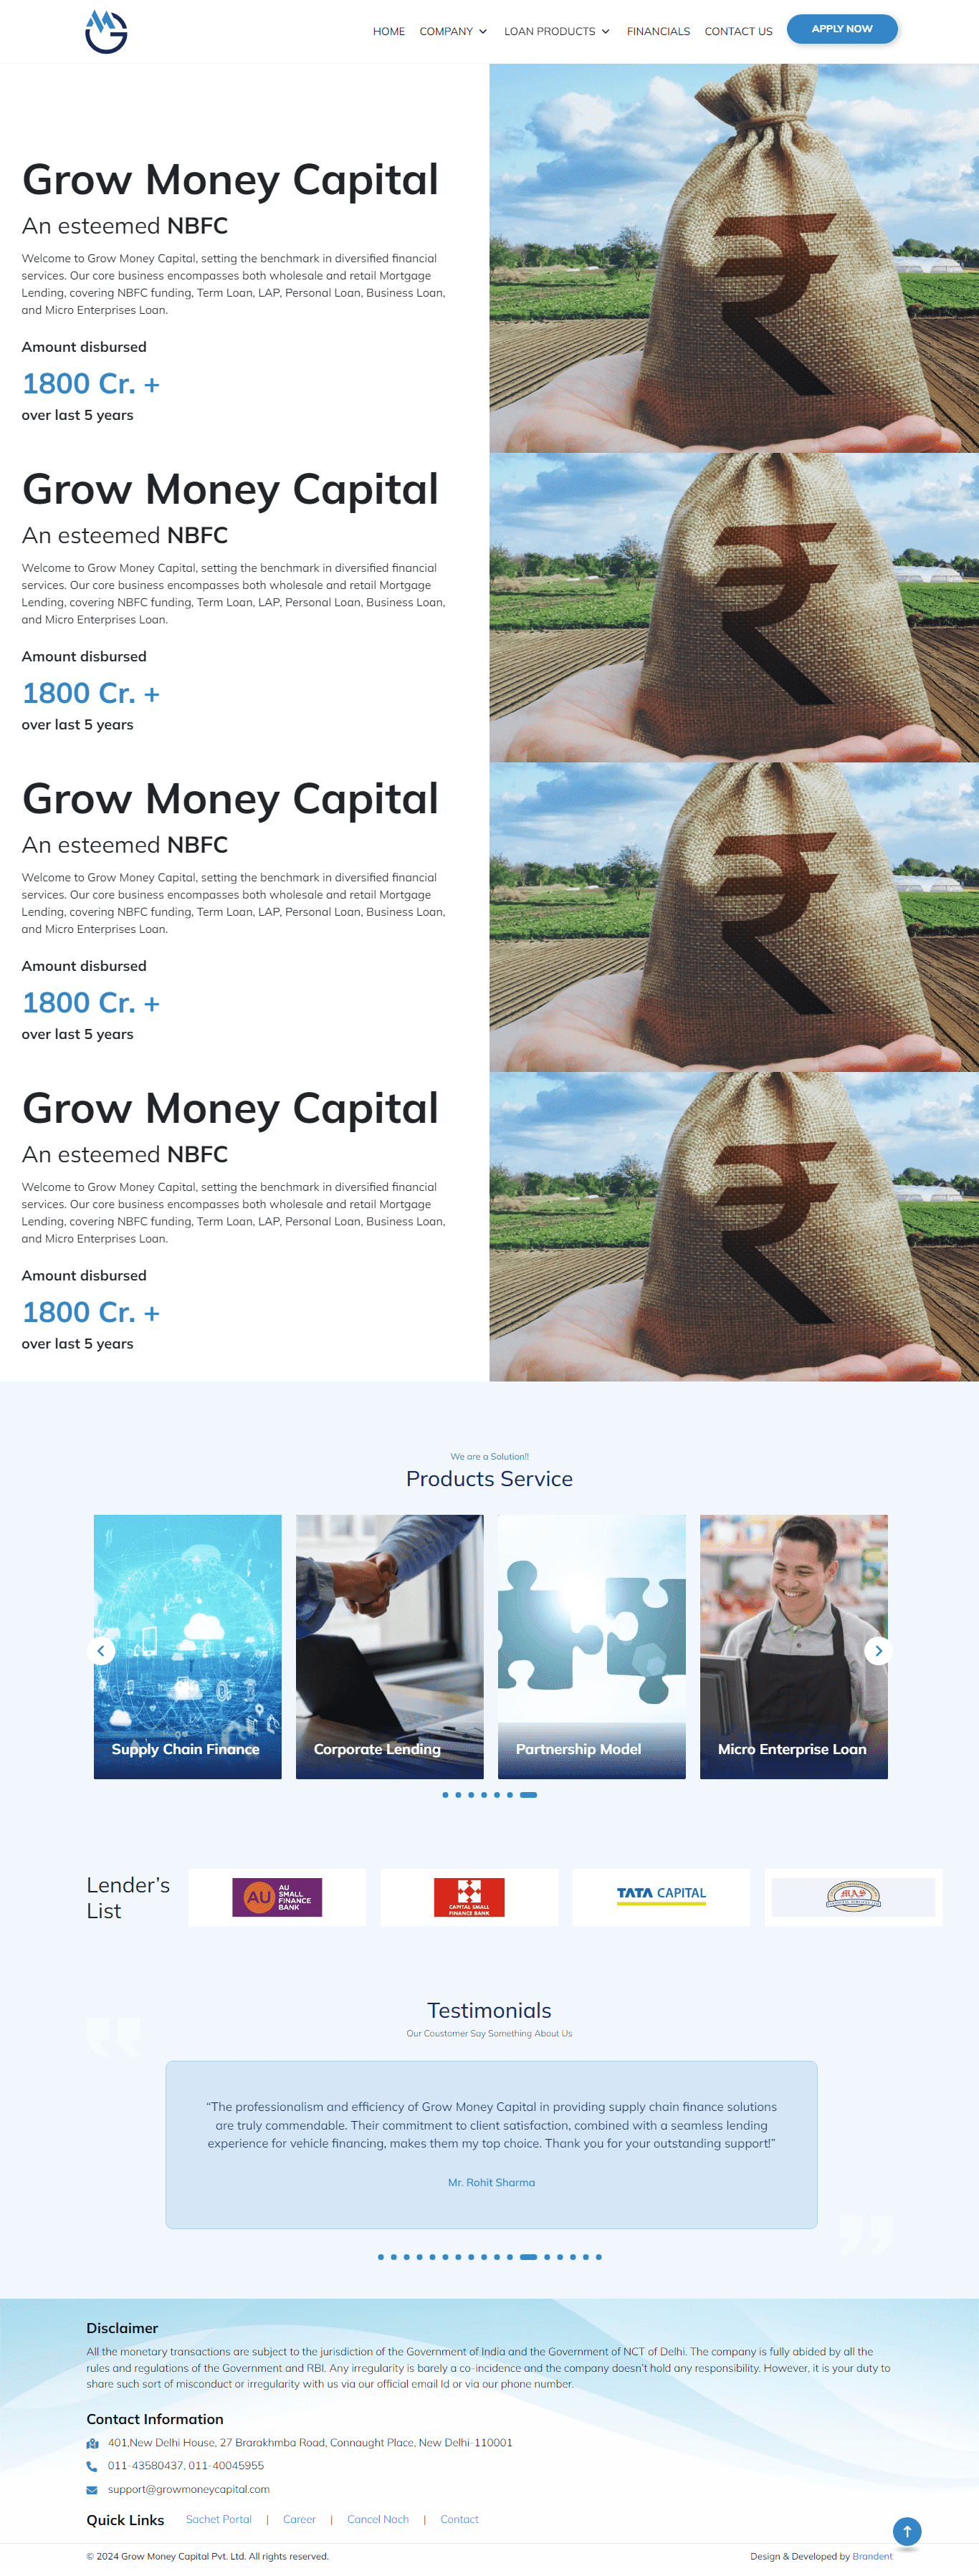 HOME COMPANY LOAN PRODUCTS FINANCIALS CONTACT US APPLY NOW
Grow Money Capital
An esteemed NBFC
Welcome to Grow Money Capital, setting the benchmark in diversified financial
services. Our core business encompasses both wholesale and retail Mortgage
Lending, covering NBFC funding, Term Loan, LAP, Personal Loan, Business Loan,
and Micro Enterprises Loan.
Amount disbursed
1800 Cr. +
over last 5 years
₹
Grow Money Capital
An esteemed NBFC
Welcome to Grow Money Capital, setting the benchmark in diversified financial
services. Our core business encompasses both wholesale and retail Mortgage
Lending, covering NBFC funding, Term Loan, LAP, Personal Loan, Business Loan,
and Micro Enterprises Loan.
Amount disbursed
1800 Cr. +
over last 5 years
₹
Grow Money Capital
An esteemed NBFC
Welcome to Grow Money Capital, setting the benchmark in diversified financial
services. Our core business encompasses both wholesale and retail Mortgage
Lending, covering NBFC funding, Term Loan, LAP, Personal Loan, Business Loan,
and Micro Enterprises Loan.
Amount disbursed
1800 Cr. +
over last 5 years
₹
Grow Money Capital
An esteemed NBFC
Welcome to Grow Money Capital, setting the benchmark in diversified financial
services. Our core business encompasses both wholesale and retail Mortgage
Lending, covering NBFC funding, Term Loan, LAP, Personal Loan, Business Loan,
and Micro Enterprises Loan.
Amount disbursed
1800 Cr. +
over last 5 years
₹
We are a Solution!!
Products Service
Supply Chain Finance
Corporate Lending
Partnership Model
Micro Enterprise Loan
Lender's
List
AU
AU
SMALL
FINANCE
BANK
CAPITAL SMALL
FINANCE BANK
TATA CAPITAL
MAS
Testimonials
Our Coustomer Say Something About Us
“The professionalism and efficiency of Grow Money Capital in providing supply chain finance solutions
are truly commendable. Their commitment to client satisfaction, combined with a seamless lending
experience for vehicle financing, makes them my top choice. Thank you for your outstanding support!”
Mr. Rohit Sharma
Disclaimer
All the monetary transactions are subject to the jurisdiction of the Government of India and the Government of NCT of Delhi. The company is fully abided by all the
rules and regulations of the Government and RBI. Any irregularity is barely a co-incidence and the company doesn't hold any responsibility. However, it is your duty to
share such sort of misconduct or irregularity with us via our official email Id or via our phone number.
Contact Information
401,New Delhi House, 27 Brarakhmba Road, Connaught Place, New Delhi-110001
011-43580437, 011-40045955
support@growmoneycapital.com
Quick Links Sachet Portal | Career | Cancel Nach | Contact
© 2024 Grow Money Capital Pvt. Ltd. All rights reserved.
Design & Developed by Brandent